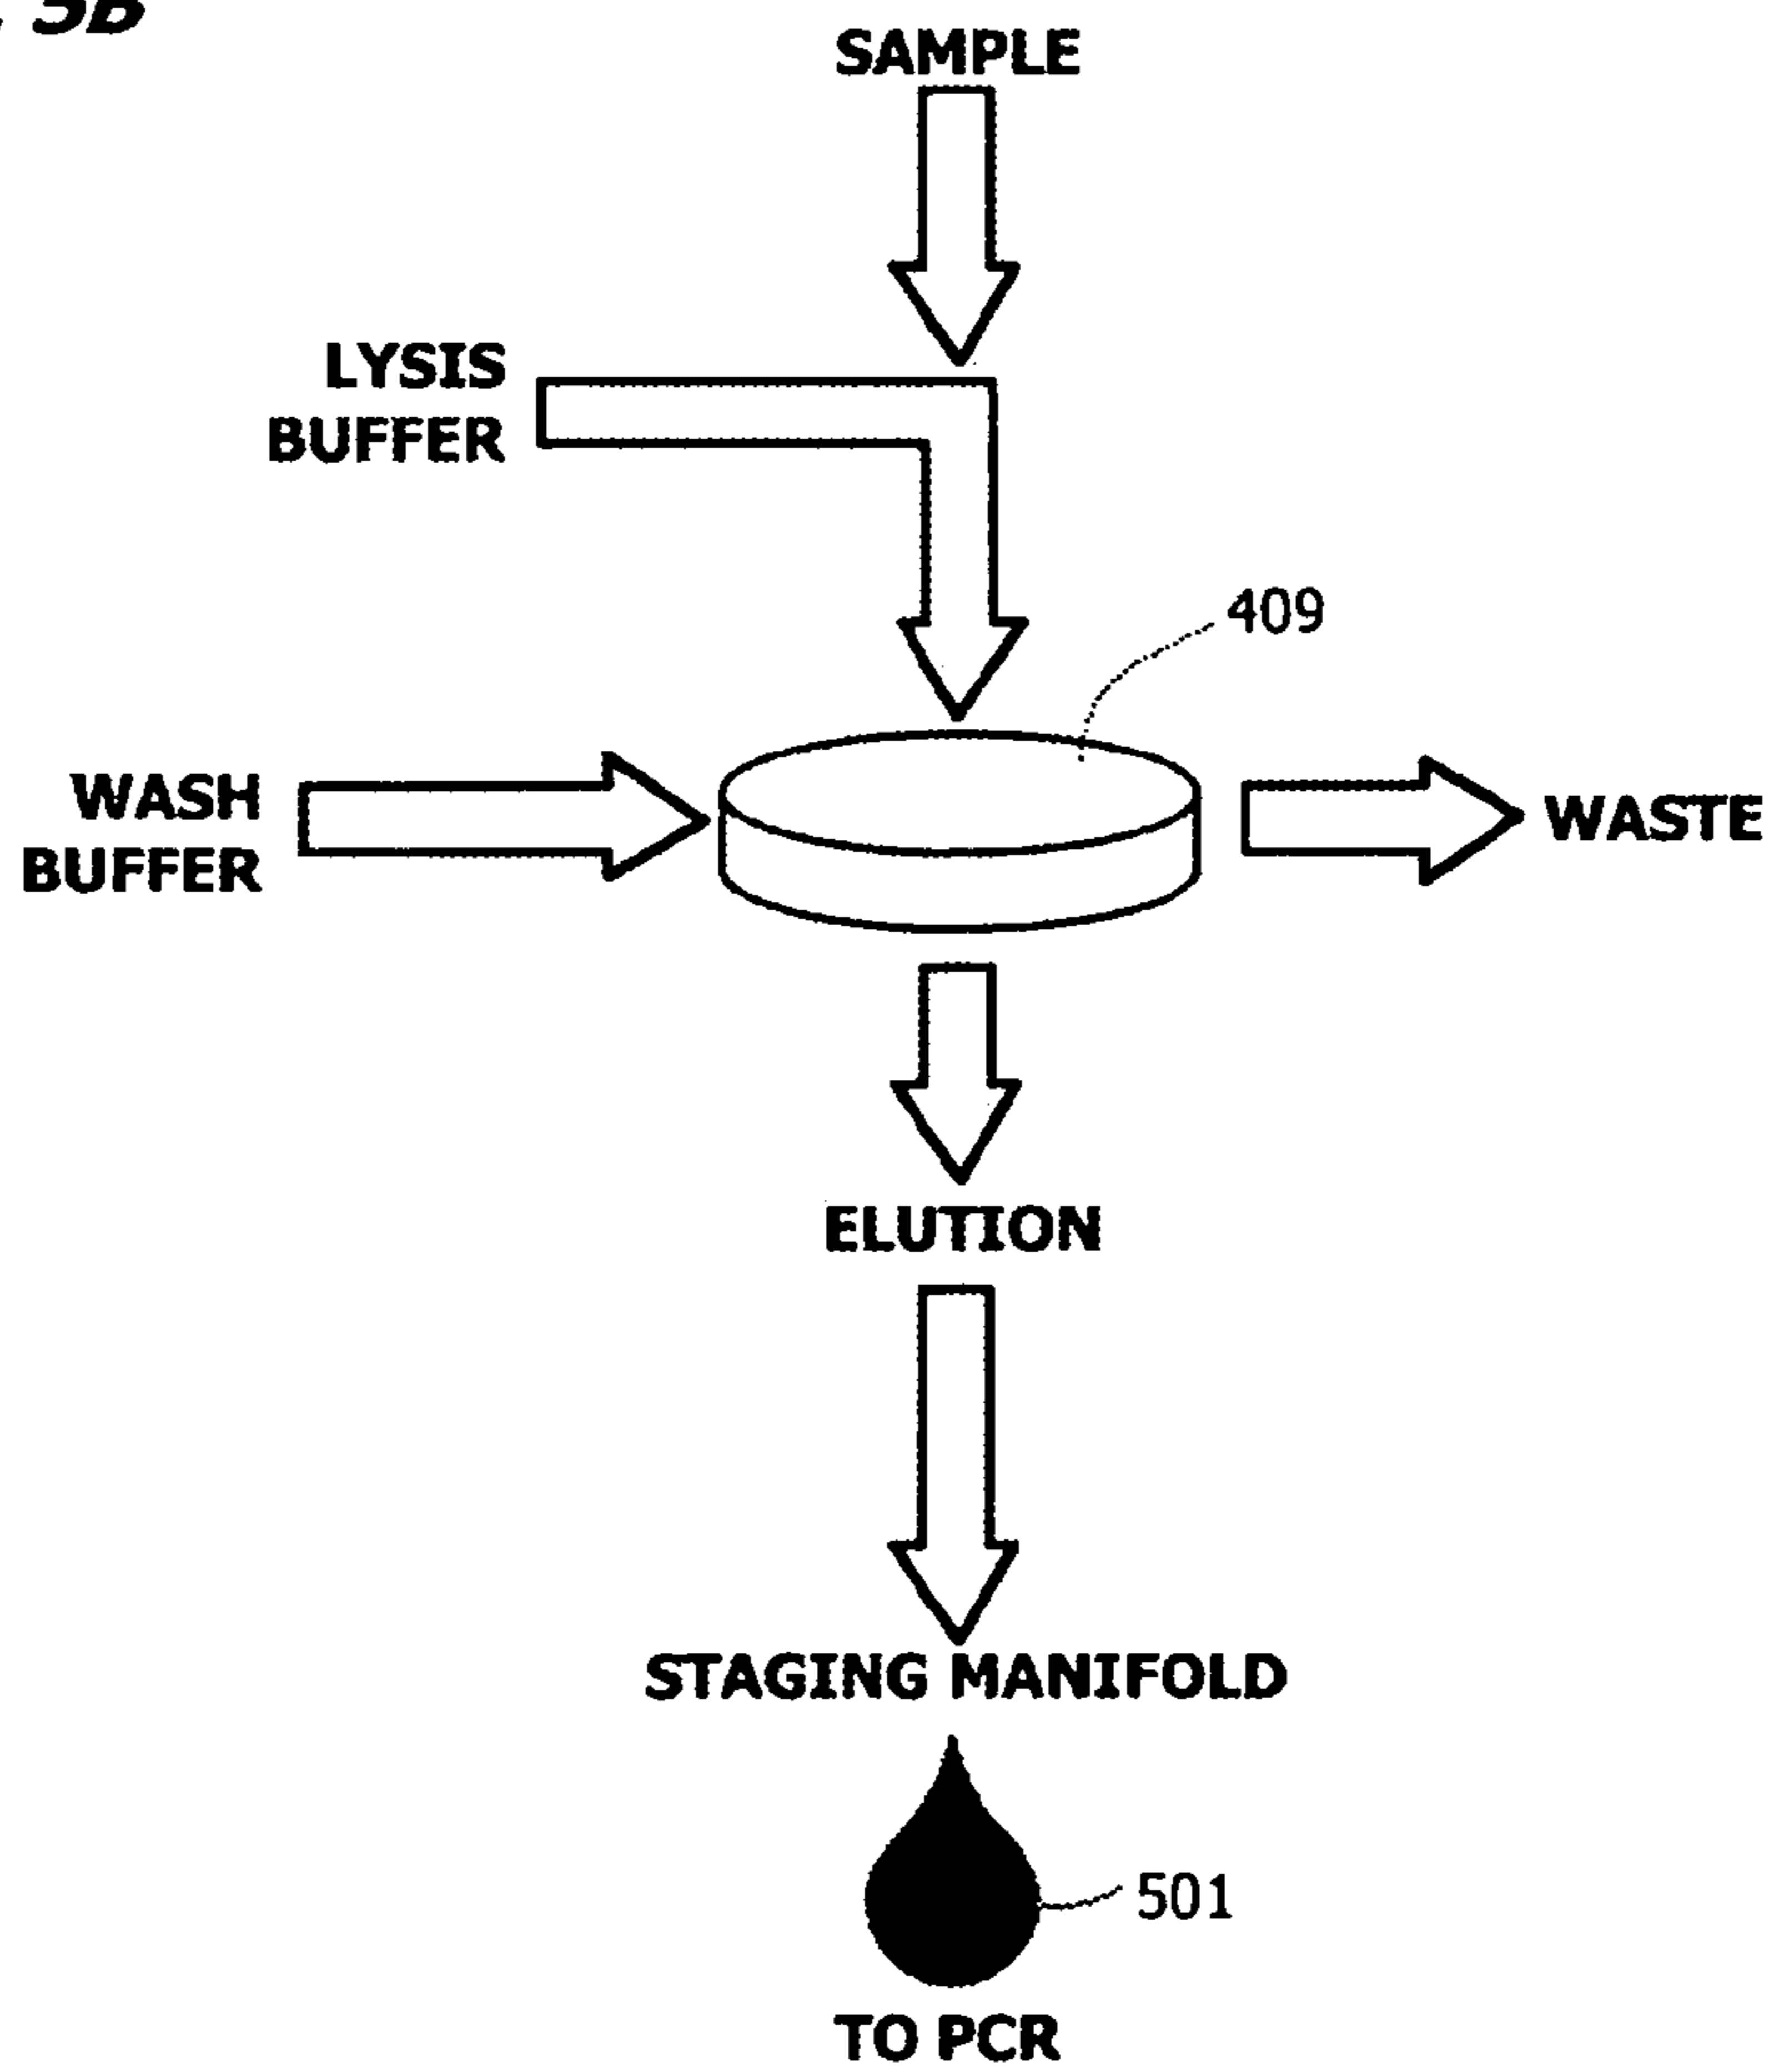 5B
SAMPLE
LYSIS
BUFFER
409
WASH
BUFFER
WASTE
ELUTION
STAGING MANIFOLD
501
TO PCR